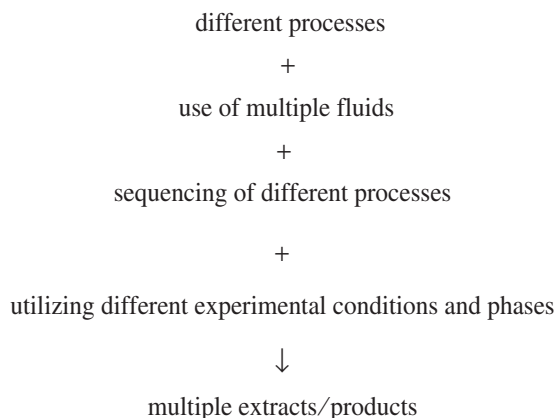 different processes
+
use of multiple fluids
+
sequencing of different processes
+
utilizing different experimental conditions and phases
↓
multiple extracts/products